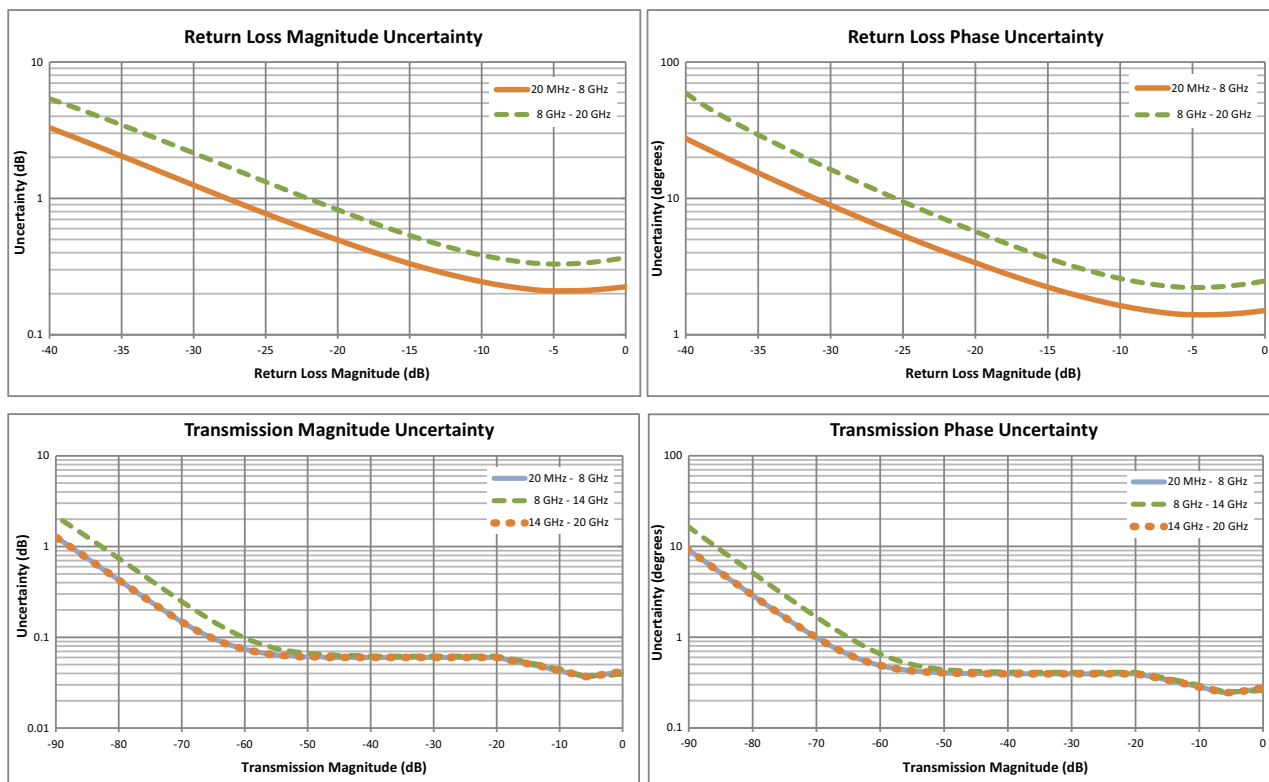 Return Loss Magnitude Uncertainty
10
1
0.1
Uncertainty (dB)
20 MHz - 8 GHz
8 GHz - 20 GHz
-40 -35 -30 -25 -20 -15 -10 -5 0
Return Loss Magnitude (dB)
Return Loss Phase Uncertainty
100
10
1
Uncertainty (degrees)
20 MHz - 8 GHz
8 GHz - 20 GHz
-40 -35 -30 -25 -20 -15 -10 -5 0
Return Loss Magnitude (dB)
Transmission Magnitude Uncertainty
10
1
0.1
0.01
Uncertainty (dB)
20 MHz - 8 GHz
8 GHz - 14 GHz
14 GHz - 20 GHz
-90 -80 -70 -60 -50 -40 -30 -20 -10 0
Transmission Magnitude (dB)
Transmission Phase Uncertainty
100
10
1
0.1
Uncertainty (degrees)
20 MHz - 8 GHz
8 GHz - 14 GHz
14 GHz - 20 GHz
-90 -80 -70 -60 -50 -40 -30 -20 -10 0
Transmission Magnitude (dB)